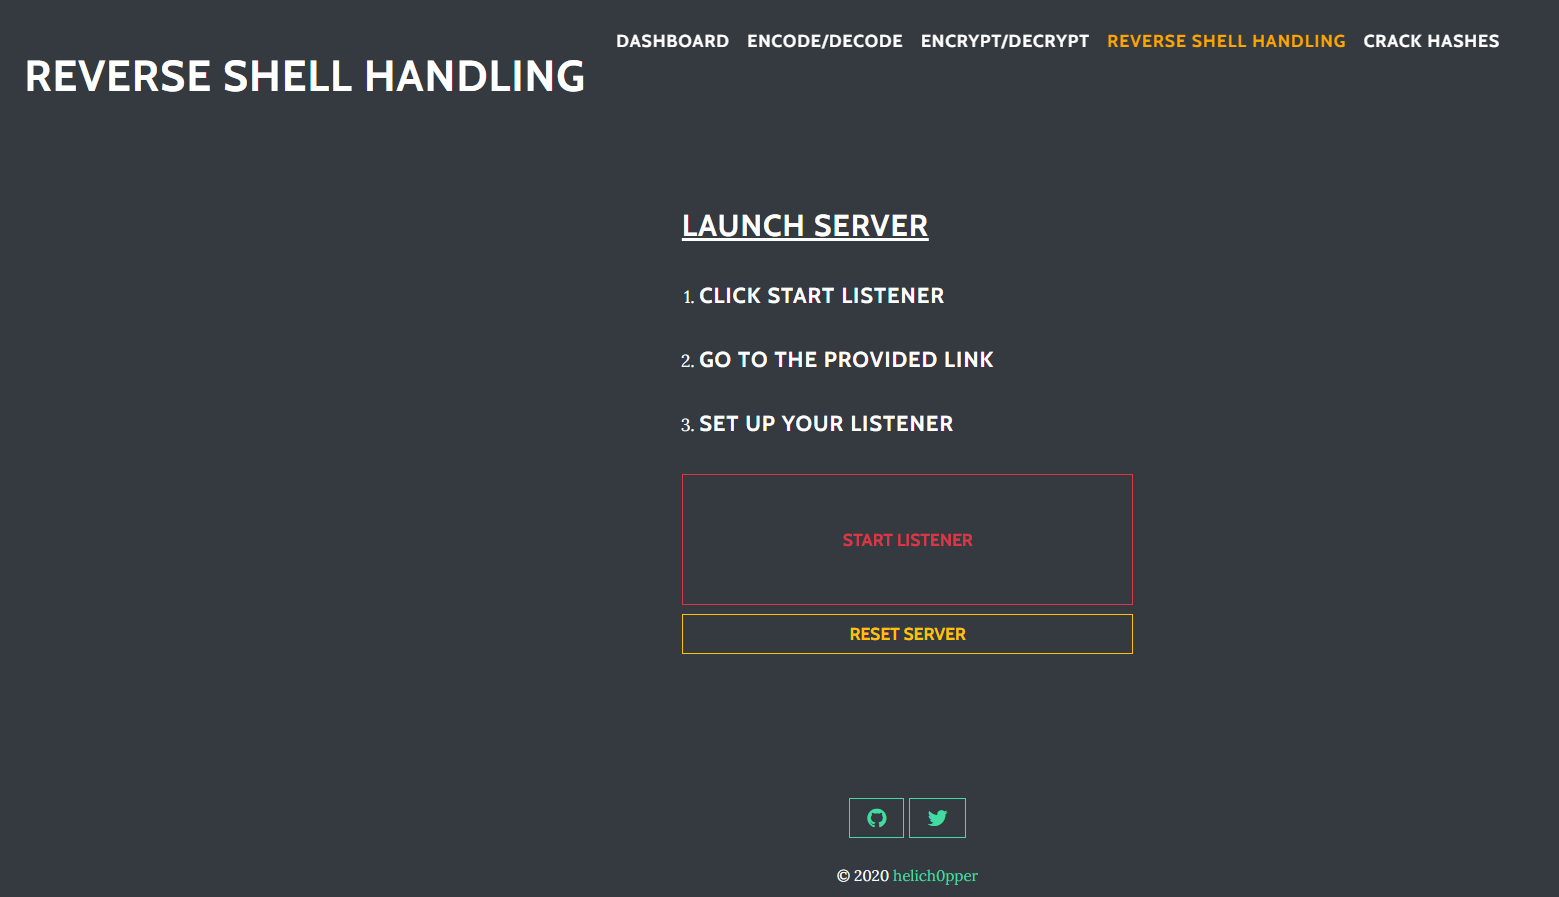 DASHBOARD ENCODE/DECODE ENCRYPT/DECRYPT REVERSE SHELL HANDLING CRACK HASHES
REVERSE SHELL HANDLING
LAUNCH SERVER
1. CLICK START LISTENER
2. GO TO THE PROVIDED LINK
3. SET UP YOUR LISTENER
START LISTENER
RESET SERVER
© 2020 helich0pper